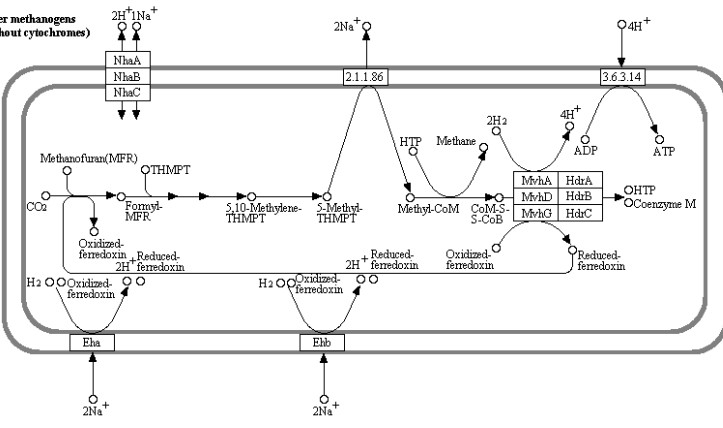 er methanogens
hout cytochromes)
2H+ 1Na+
2Na+
4H+
NhaA
NhaB
NhaC
2.1.1.86
3.6.3.14
Methanofuran(MFR)
THMPT
HTP
Methane
2H2
4H+
ADP
ATP
CO2
Formyl-
MFR
5,10-Methylene-
THMPT
5-Methyl-
THMPT
Methyl-CoM
CoM-S-
S-CoB
MvhA HdrA
MvhD HdrB
MvhG HdrC
HTP
Coenzyme M
Oxidized-
ferredoxin
Oxidized-
ferredoxin
Reduced-
ferredoxin
H2
Oxidized-
ferredoxin
2H+
Reduced-
ferredoxin
H2
Oxidized-
ferredoxin
2H+
Reduced-
ferredoxin
Eha
Ehb
2Na+
2Na+